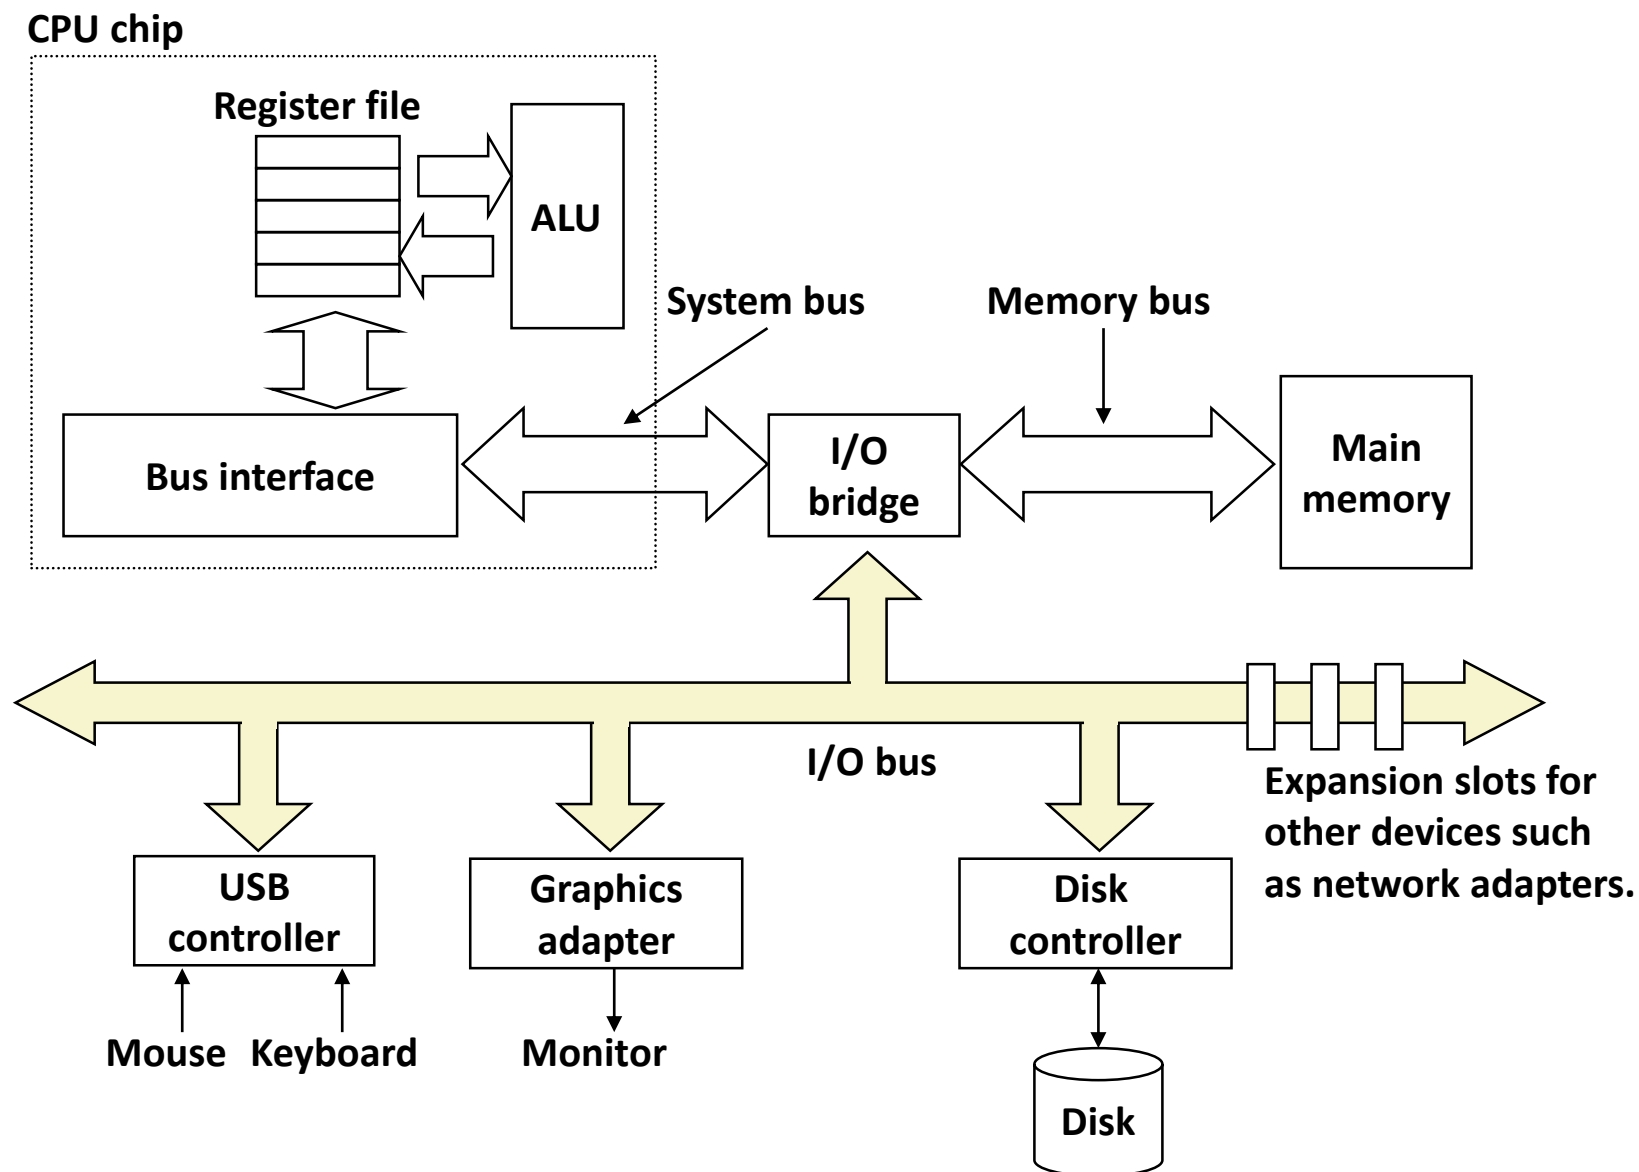 CPU chip
Register file
ALU
System bus
Memory bus
Bus interface
I/O
bridge
Main
memory
I/O bus
Expansion slots for
other devices such
as network adapters.
USB
controller
Graphics
adapter
Disk
controller
Mouse
Keyboard
Monitor
Disk